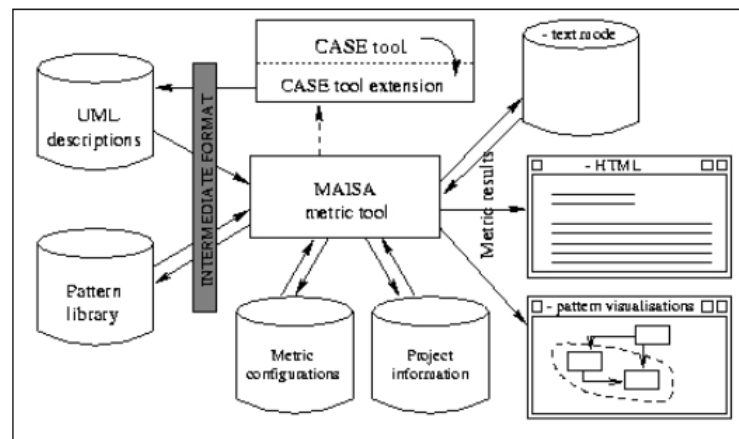 CASE tool
CASE tool extension
- text mode
UML
descriptions
INTERMEDIATE FORMAT
MAISA
metric tool
Metric results
- HTML
Pattern
library
Metric
configurations
Project
information
- pattern visualisations